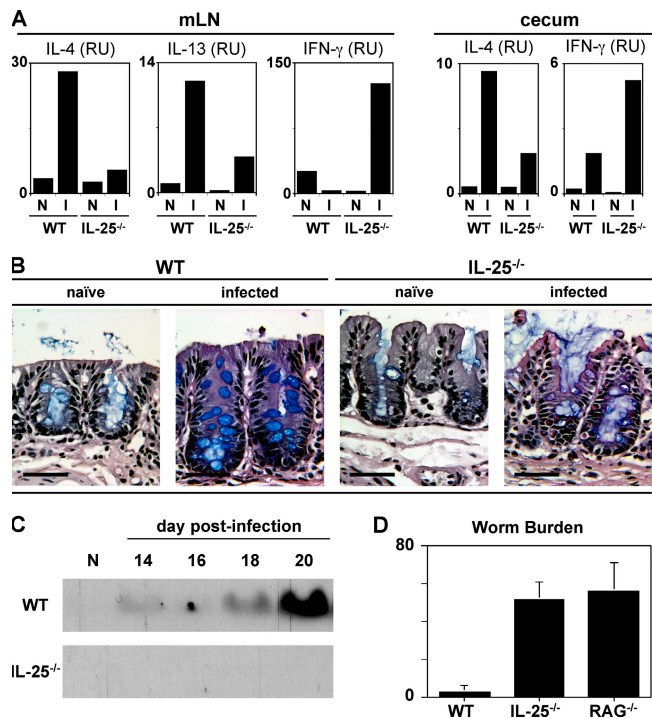 A
mLN
cecum
IL-4 (RU)
IL-13 (RU)
IFN-γ (RU)
IL-4 (RU)
IFN-γ (RU)
30
0
14
0
150
0
10
0
6
0
N I N I
WT IL-25-/-
N I N I
WT IL-25-/-
N I N I
WT IL-25-/-
N I N I
WT IL-25-/-
N I N I
WT IL-25-/-
B
WT
IL-25-/-
naïve
infected
naïve
infected
C
day post-infection
N 14 16 18 20
WT
IL-25-/-
D
Worm Burden
80
0
WT IL-25-/- RAG-/-